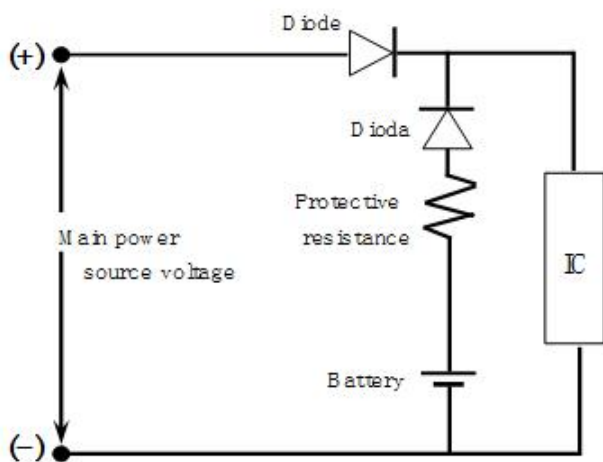 Diode
(+)
Dioda
Protective
resistance
Main power
source voltage
IC
Battery
(−)